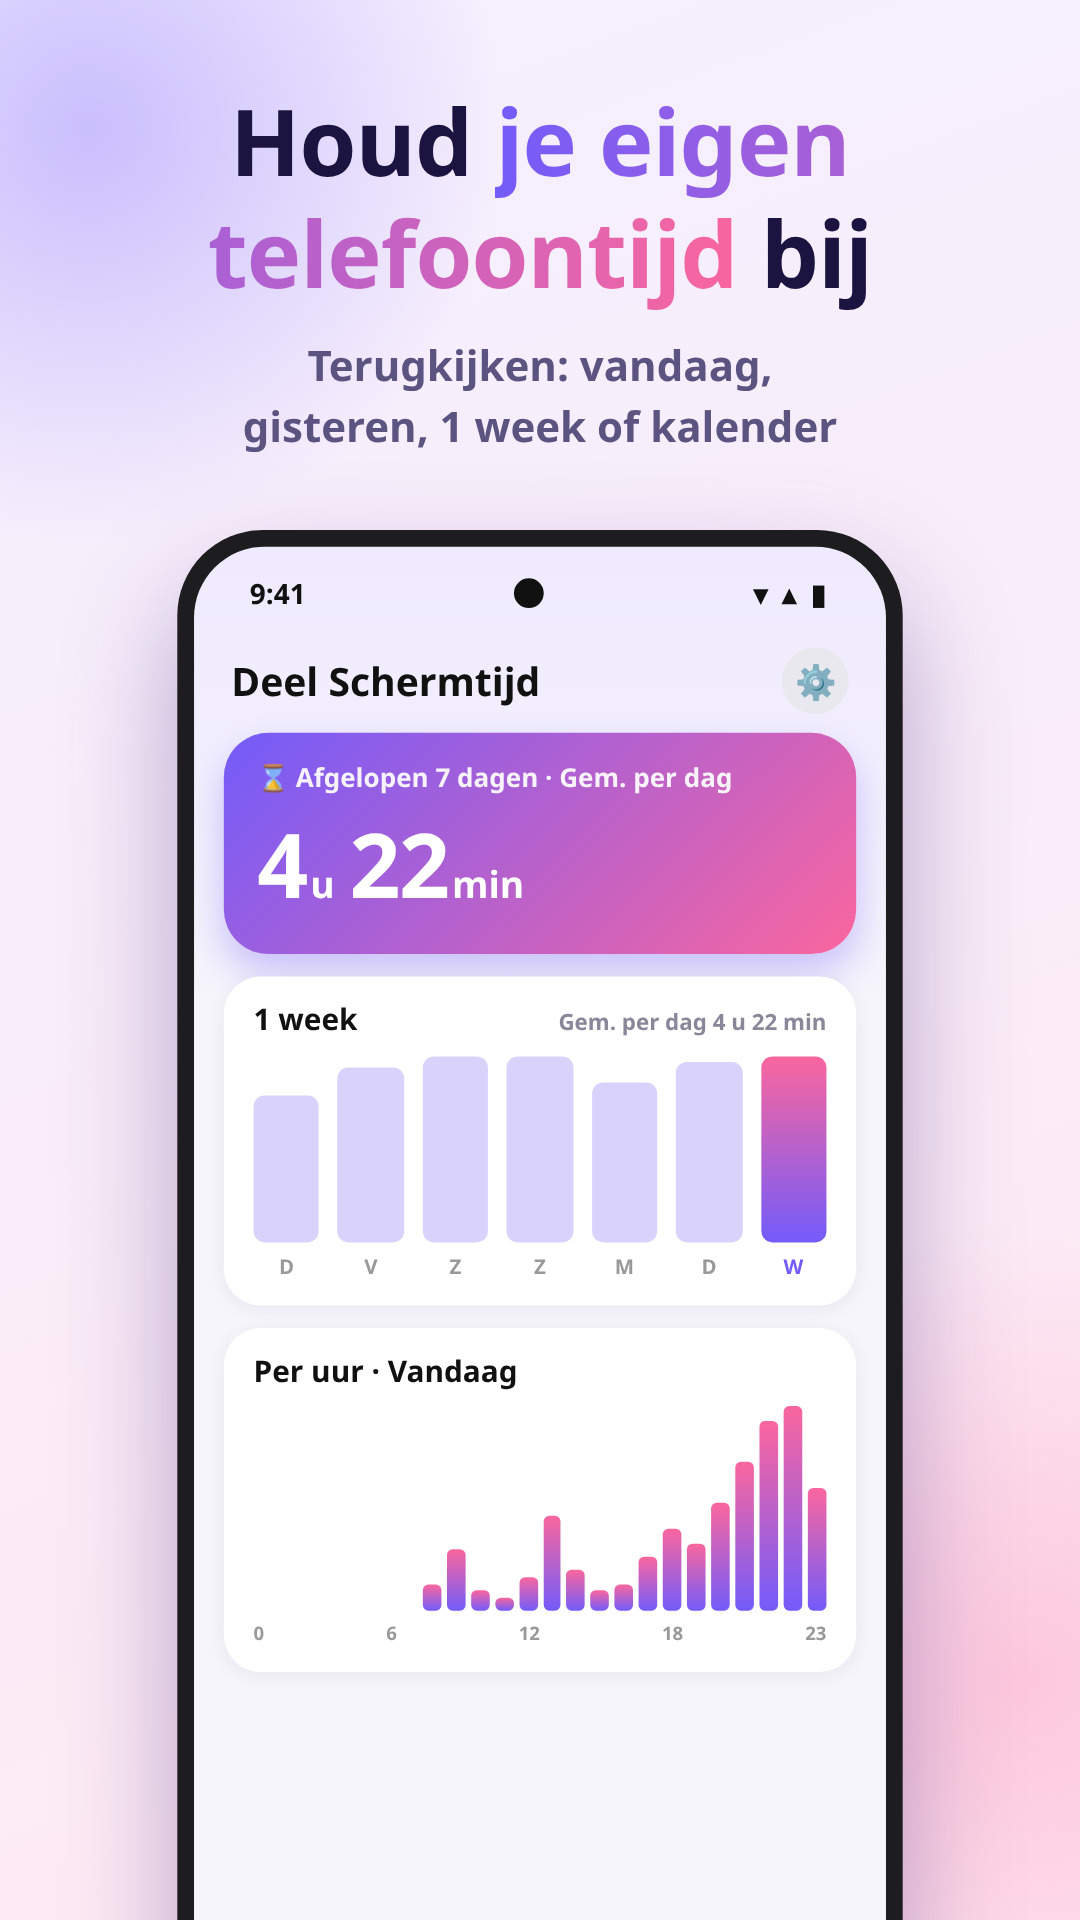 Houd je eigen
telefoontijd bij
Terugkijken: vandaag,
gisteren, 1 week of kalender
9:41
Deel Schermtijd
Afgelopen 7 dagen · Gem. per dag
4u 22min
1 week
Gem. per dag 4 u 22 min
D V Z Z M D W
Per uur · Vandaag
0 6 12 18 23